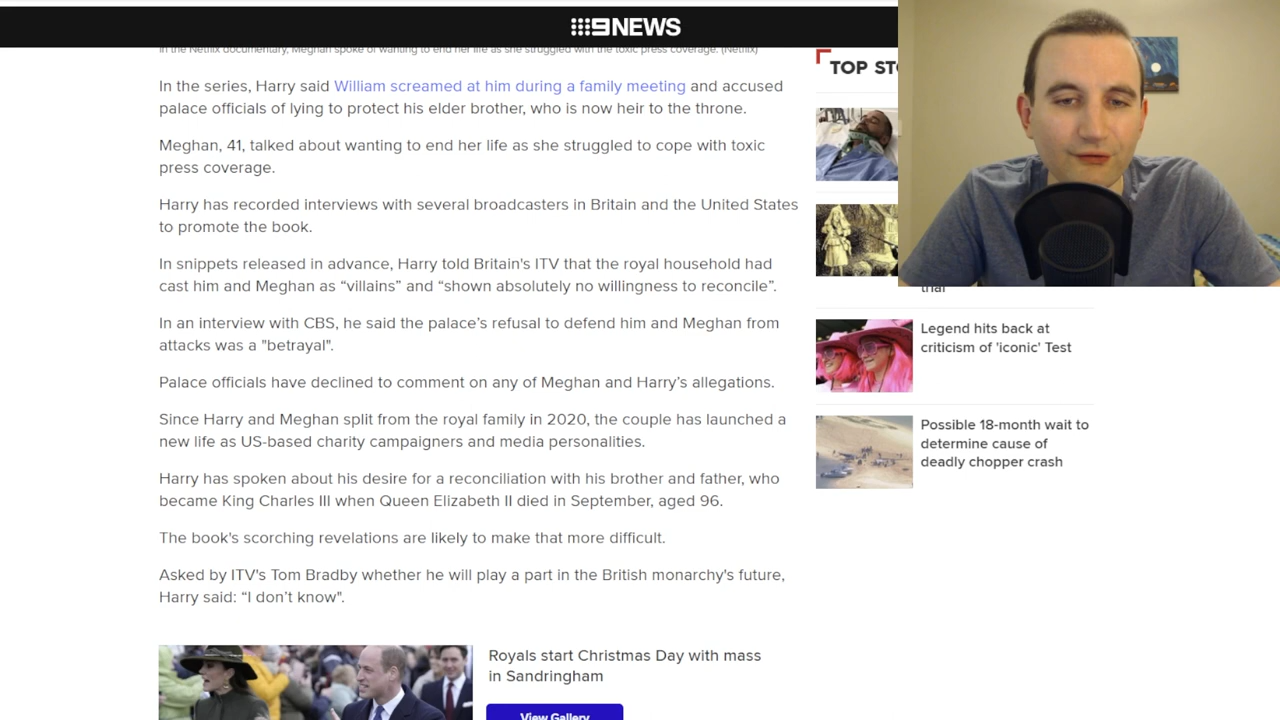 9NEWS
In the Netflix documentary, Meghan spoke of wanting to end her life as she struggled with the toxic press coverage. (Netflix)
In the series, Harry said William screamed at him during a family meeting and accused
palace officials of lying to protect his elder brother, who is now heir to the throne.
Meghan, 41, talked about wanting to end her life as she struggled to cope with toxic
press coverage.
Harry has recorded interviews with several broadcasters in Britain and the United States
to promote the book.
In snippets released in advance, Harry told Britain's ITV that the royal household had
cast him and Meghan as “villains” and “shown absolutely no willingness to reconcile”.
In an interview with CBS, he said the palace’s refusal to defend him and Meghan from
attacks was a "betrayal".
Palace officials have declined to comment on any of Meghan and Harry’s allegations.
Since Harry and Meghan split from the royal family in 2020, the couple has launched a
new life as US-based charity campaigners and media personalities.
Harry has spoken about his desire for a reconciliation with his brother and father, who
became King Charles III when Queen Elizabeth II died in September, aged 96.
The book's scorching revelations are likely to make that more difficult.
Asked by ITV's Tom Bradby whether he will play a part in the British monarchy's future,
Harry said: “I don’t know".
Royals start Christmas Day with mass
in Sandringham
View Gallery
TOP ST
trial
Legend hits back at
criticism of 'iconic' Test
Possible 18-month wait to
determine cause of
deadly chopper crash